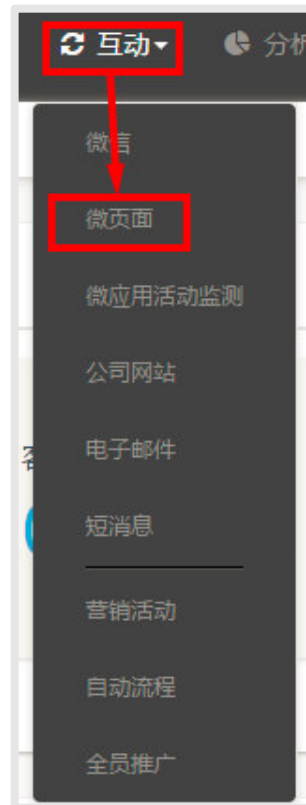 互动 分析
微信
微页面
微应用活动监测
公司网站
电子邮件
短消息
营销活动
自动流程
全员推广